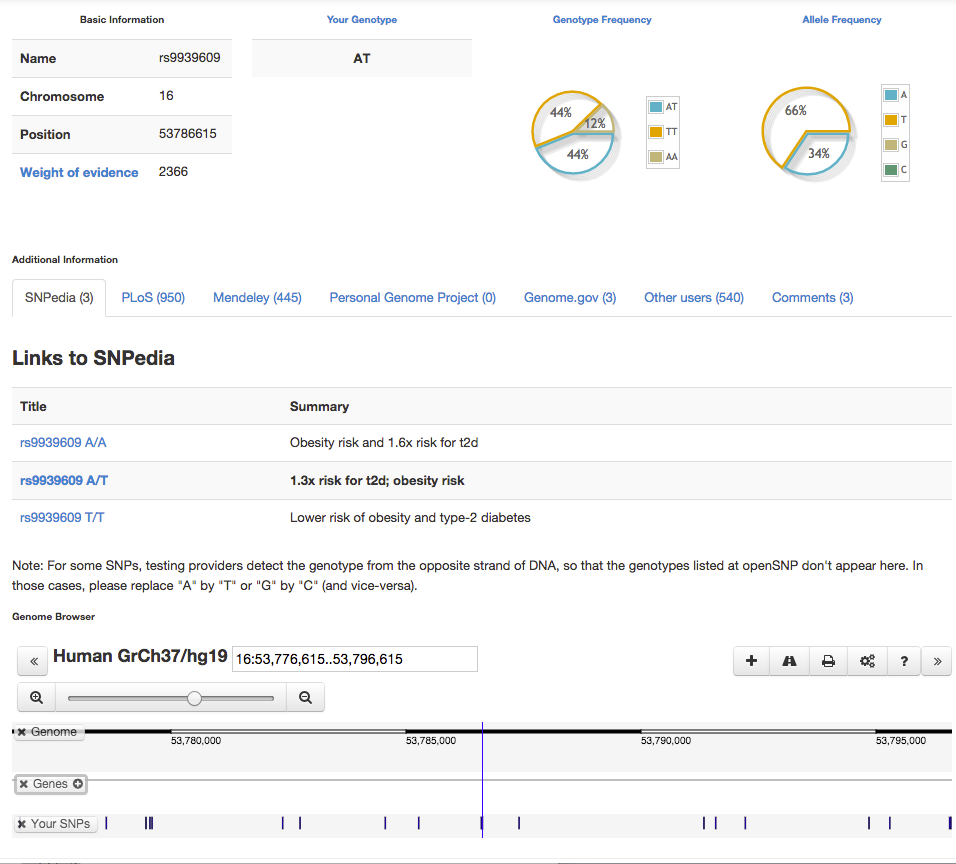 Basic Information
Your Genotype
Genotype Frequency
Allele Frequency
Name rs9939609
AT
Chromosome 16
Position 53786615
Weight of evidence 2366
44%
12%
44%
AT
TT
AA
66%
34%
A
T
G
C
Additional Information
SNPedia (3) PLoS (950) Mendeley (445) Personal Genome Project (0) Genome.gov (3) Other users (540) Comments (3)
Links to SNPedia
Title Summary
rs9939609 A/A Obesity risk and 1.6x risk for t2d
rs9939609 A/T 1.3x risk for t2d; obesity risk
rs9939609 T/T Lower risk of obesity and type-2 diabetes
Note: For some SNPs, testing providers detect the genotype from the opposite strand of DNA, so that the genotypes listed at openSNP don't appear here. In
those cases, please replace "A" by "T" or "G" by "C" (and vice-versa).
Genome Browser
« Human GrCh37/hg19 16:53,776,615..53,796,615 + ? »
Genome
53,780,000 53,785,000 53,790,000 53,795,000
Genes
Your SNPs